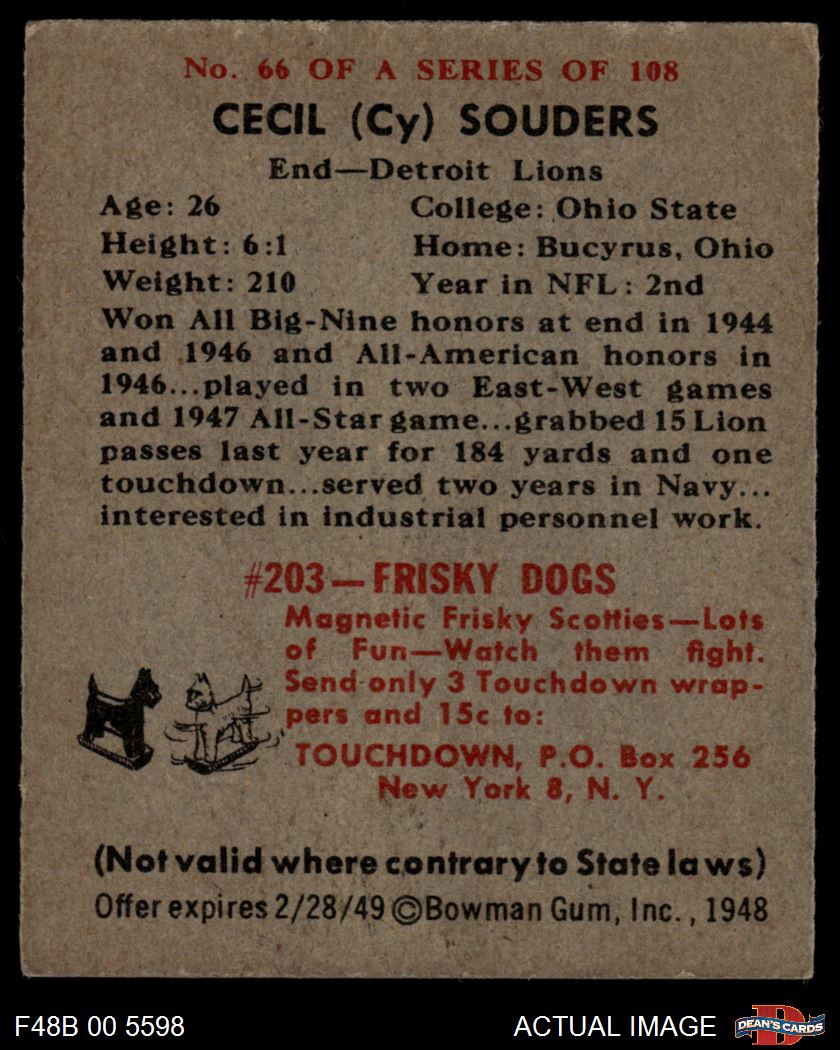 No. 66 OF A SERIES OF 108
CECIL (Cy) SOUDERS
End—Detroit Lions
Age: 26 College: Ohio State
Height: 6:1 Home: Bucyrus, Ohio
Weight: 210 Year in NFL: 2nd
Won All Big-Nine honors at end in 1944
and 1946 and All-American honors in
1946...played in two East-West games
and 1947 All-Star game...grabbed 15 Lion
passes last year for 184 yards and one
touchdown...served two years in Navy...
interested in industrial personnel work.
#203—FRISKY DOGS
Magnetic Frisky Scotties—Lots
of Fun—Watch them fight.
Send only 3 Touchdown wrap-
pers and 15c to:
TOUCHDOWN, P.O. Box 256
New York 8, N. Y.
(Not valid where contrary to State laws)
Offer expires 2/28/49 ©Bowman Gum, Inc., 1948
F48B 00 5598 ACTUAL IMAGE D DEAN'S CARDS